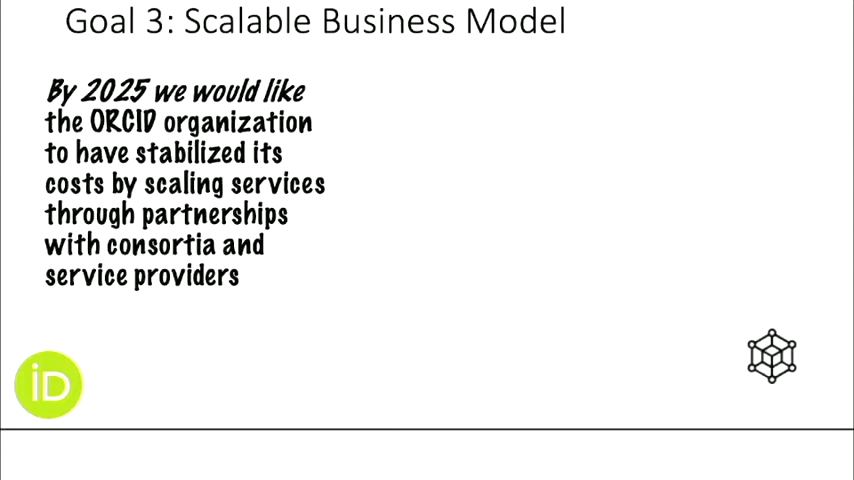 Goal 3: Scalable Business Model
By 2025 we would like
the ORCID organization
to have stabilized its
costs by scaling services
through partnerships
with consortia and
service providers
iD